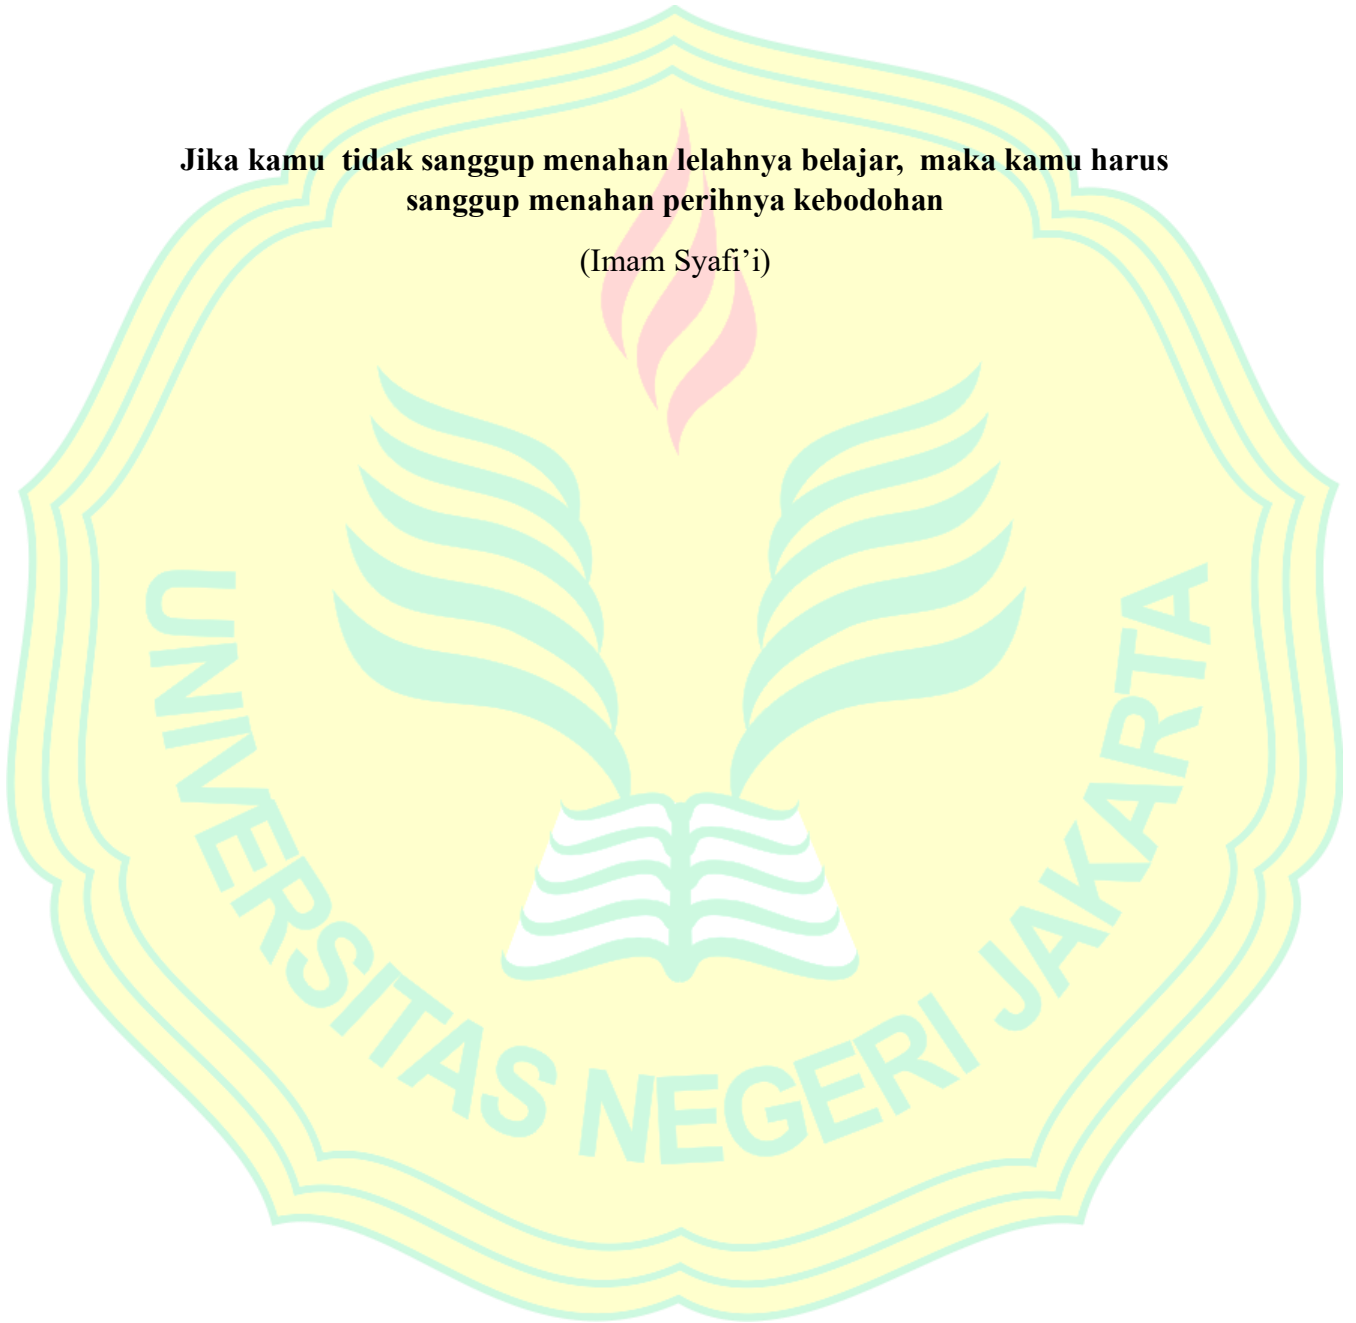 Jika kamu  tidak sanggup menahan lelahnya belajar,  maka kamu harus
sanggup menahan perihnya kebodohan
(Imam Syafi’i)
UNIVERSITAS NEGERI JAKARTA